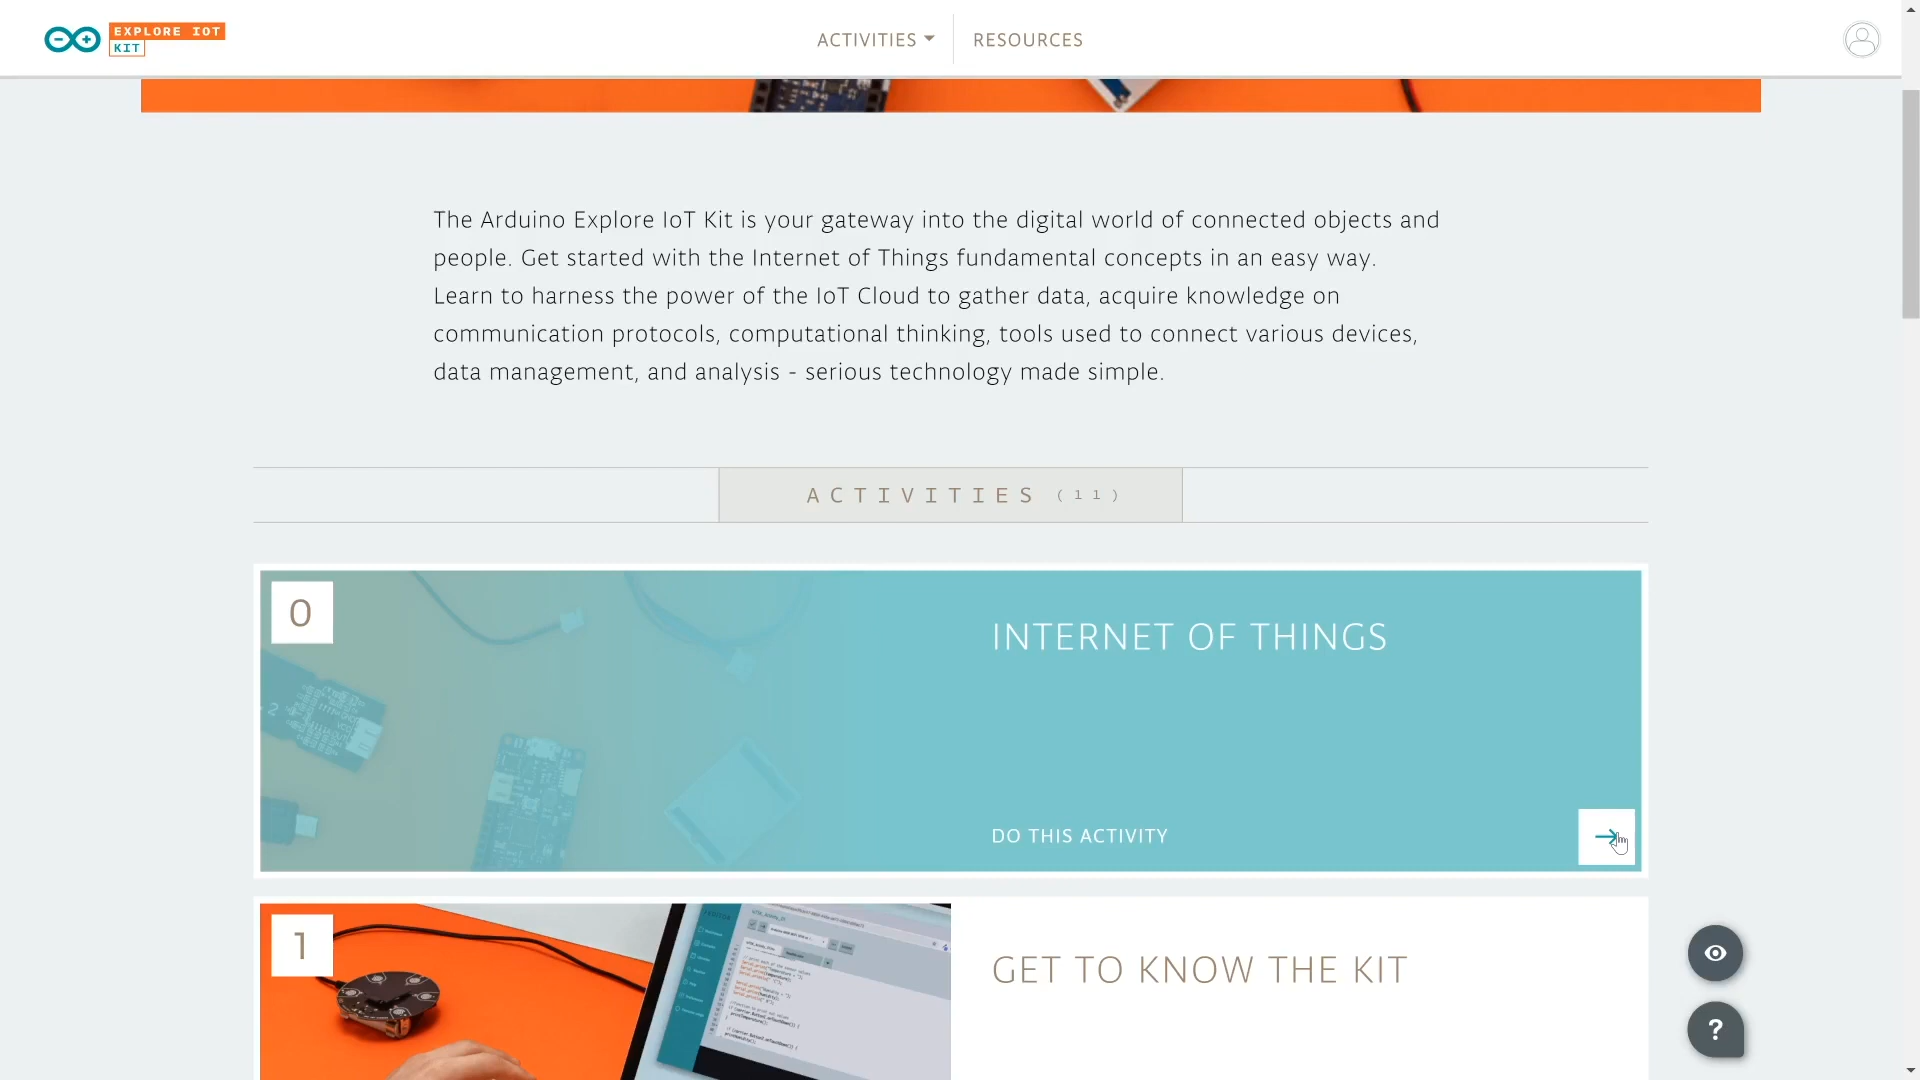 EXPLORE IOT
KIT
ACTIVITIES
RESOURCES
The Arduino Explore IoT Kit is your gateway into the digital world of connected objects and
people. Get started with the Internet of Things fundamental concepts in an easy way.
Learn to harness the power of the IoT Cloud to gather data, acquire knowledge on
communication protocols, computational thinking, tools used to connect various devices,
data management, and analysis - serious technology made simple.
ACTIVITIES (11)
0
INTERNET OF THINGS
DO THIS ACTIVITY
1
GET TO KNOW THE KIT
?